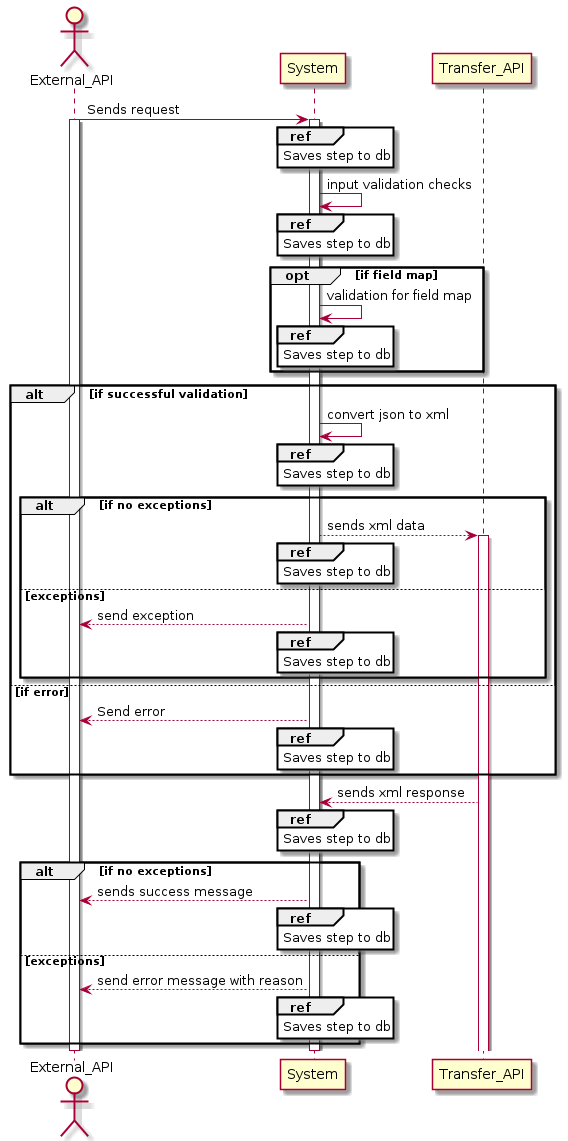 External_API
System
Transfer_API
Sends request
ref
Saves step to db
input validation checks
ref
Saves step to db
opt [if field map]
validation for field map
ref
Saves step to db
alt [if successful validation]
convert json to xml
ref
Saves step to db
alt [if no exceptions]
sends xml data
ref
Saves step to db
[exceptions]
send exception
ref
Saves step to db
[if error]
Send error
ref
Saves step to db
sends xml response
ref
Saves step to db
alt [if no exceptions]
sends success message
ref
Saves step to db
[exceptions]
send error message with reason
ref
Saves step to db
External_API
System
Transfer_API